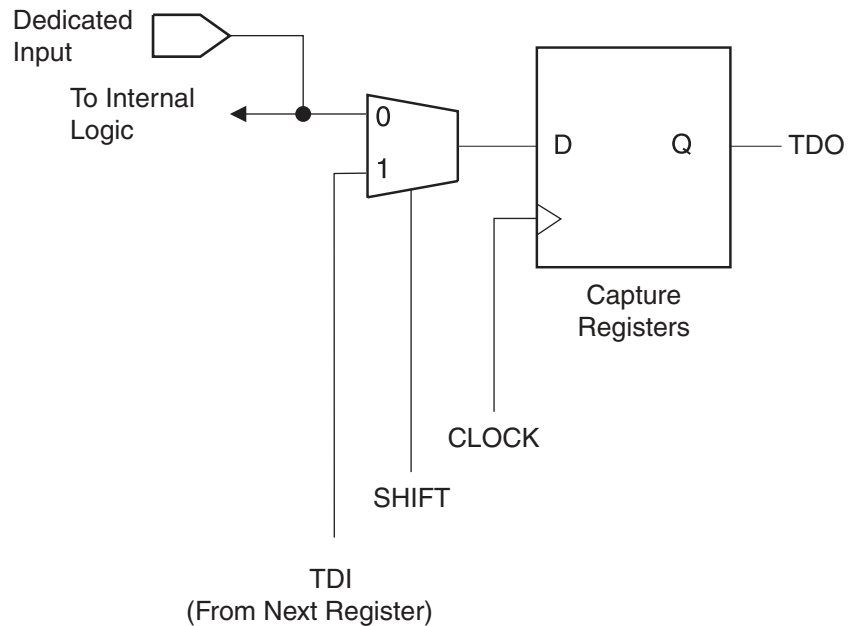 Dedicated
Input
To Internal
Logic
0
1
D
Q
TDO
Capture
Registers
CLOCK
SHIFT
TDI
(From Next Register)